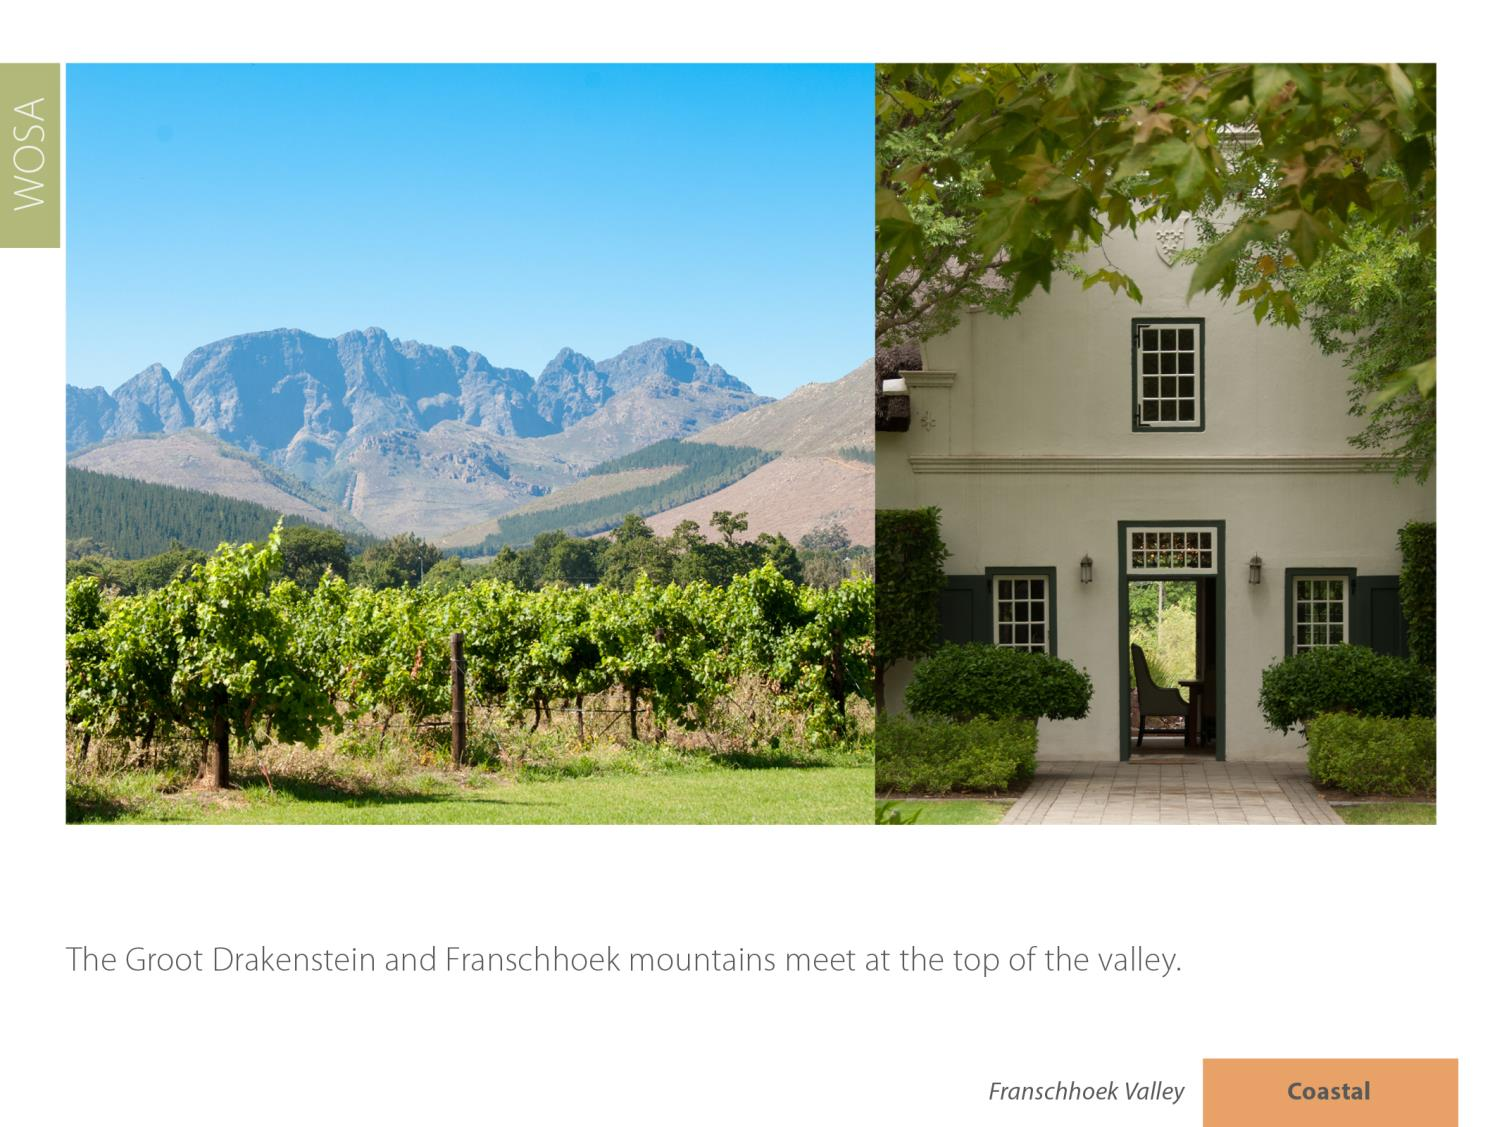 WOSA
The Groot Drakenstein and Franschhoek mountains meet at the top of the valley.
Franschhoek Valley
Coastal